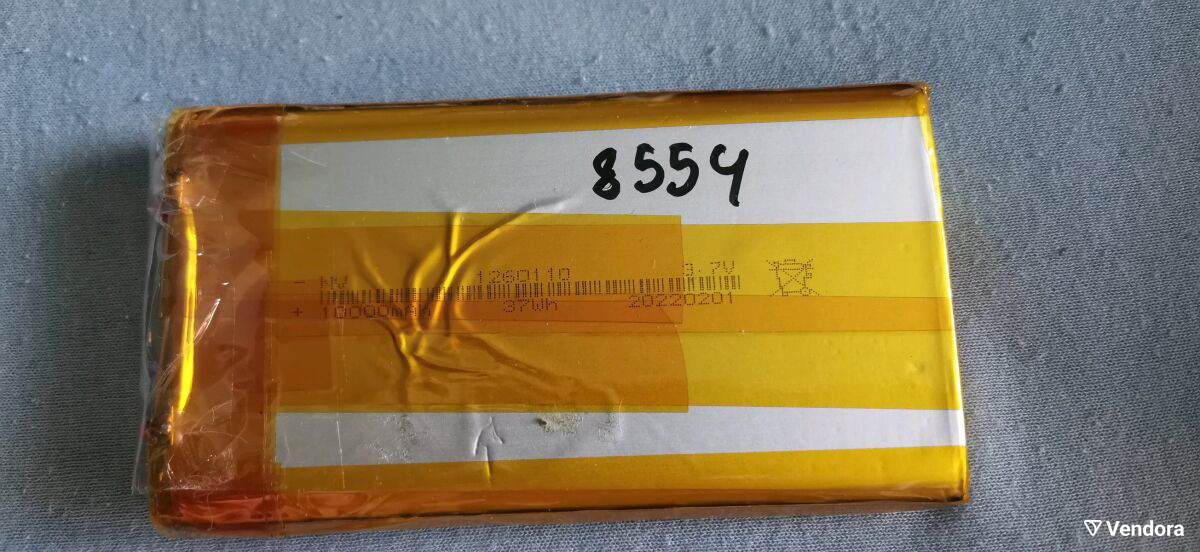 8554
- NV 1260110 3.7V
+ 10000mAH 37Wh 20220201
Vendora